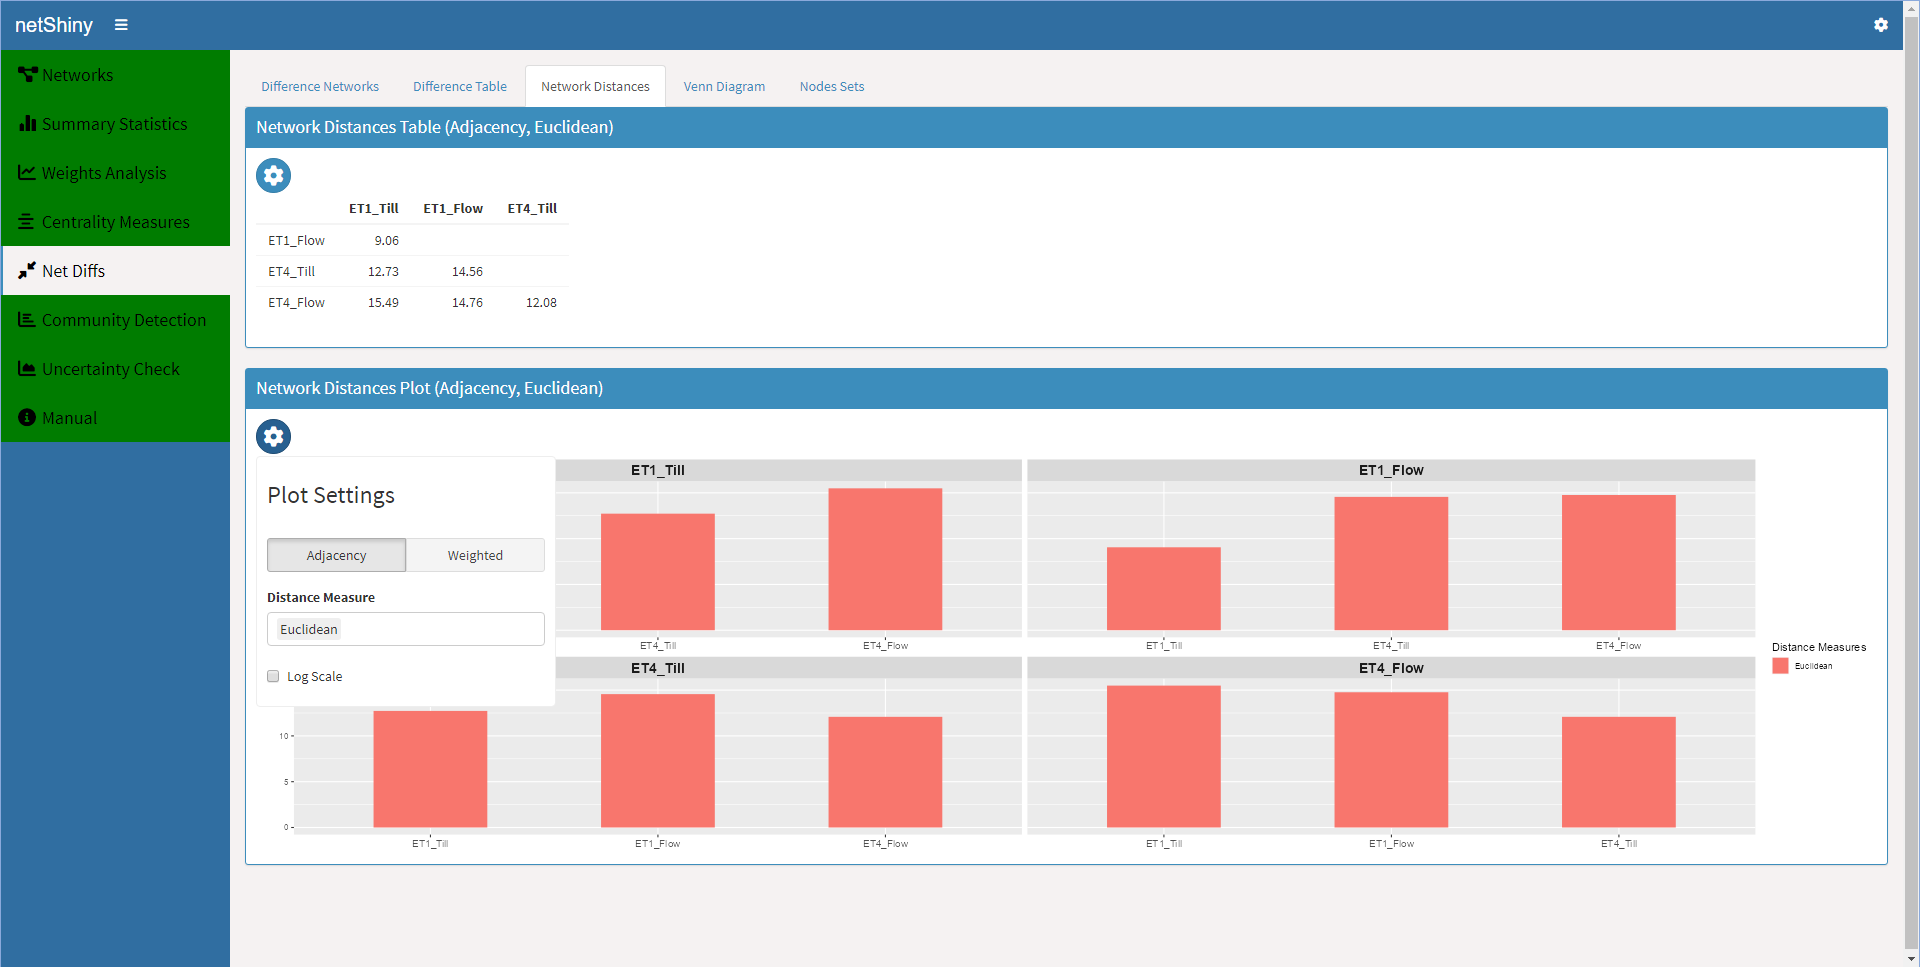 netShiny
Networks
Summary Statistics
Weights Analysis
Centrality Measures
Net Diffs
Community Detection
Uncertainty Check
Manual
Difference Networks Difference Table Network Distances Venn Diagram Nodes Sets
Network Distances Table (Adjacency, Euclidean)
ET1_Till ET1_Flow ET4_Till
ET1_Flow 9.06
ET4_Till 12.73 14.56
ET4_Flow 15.49 14.76 12.08
Network Distances Plot (Adjacency, Euclidean)
Plot Settings
Adjacency Weighted
Distance Measure
Euclidean
Log Scale
ET1_Till ET1_Flow
ET4_Till ET4_Flow ET1_Till ET4_Till ET4_Flow
ET4_Till ET4_Flow
10
5
0
ET1_Till ET1_Flow ET4_Flow ET1_Till ET1_Flow ET4_Till
Distance Measures
Euclidean